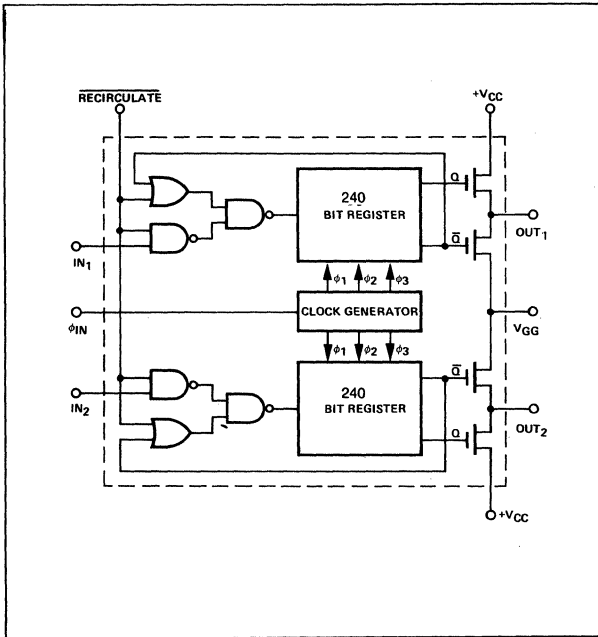 RECIRCULATE
+VCC
240
BIT REGISTER
Q
Q̅
OUT1
IN1
ϕ1 ϕ2 ϕ3
ϕIN
CLOCK GENERATOR
VGG
ϕ1 ϕ2 ϕ3
IN2
240
BIT REGISTER
Q̅
Q
OUT2
+VCC